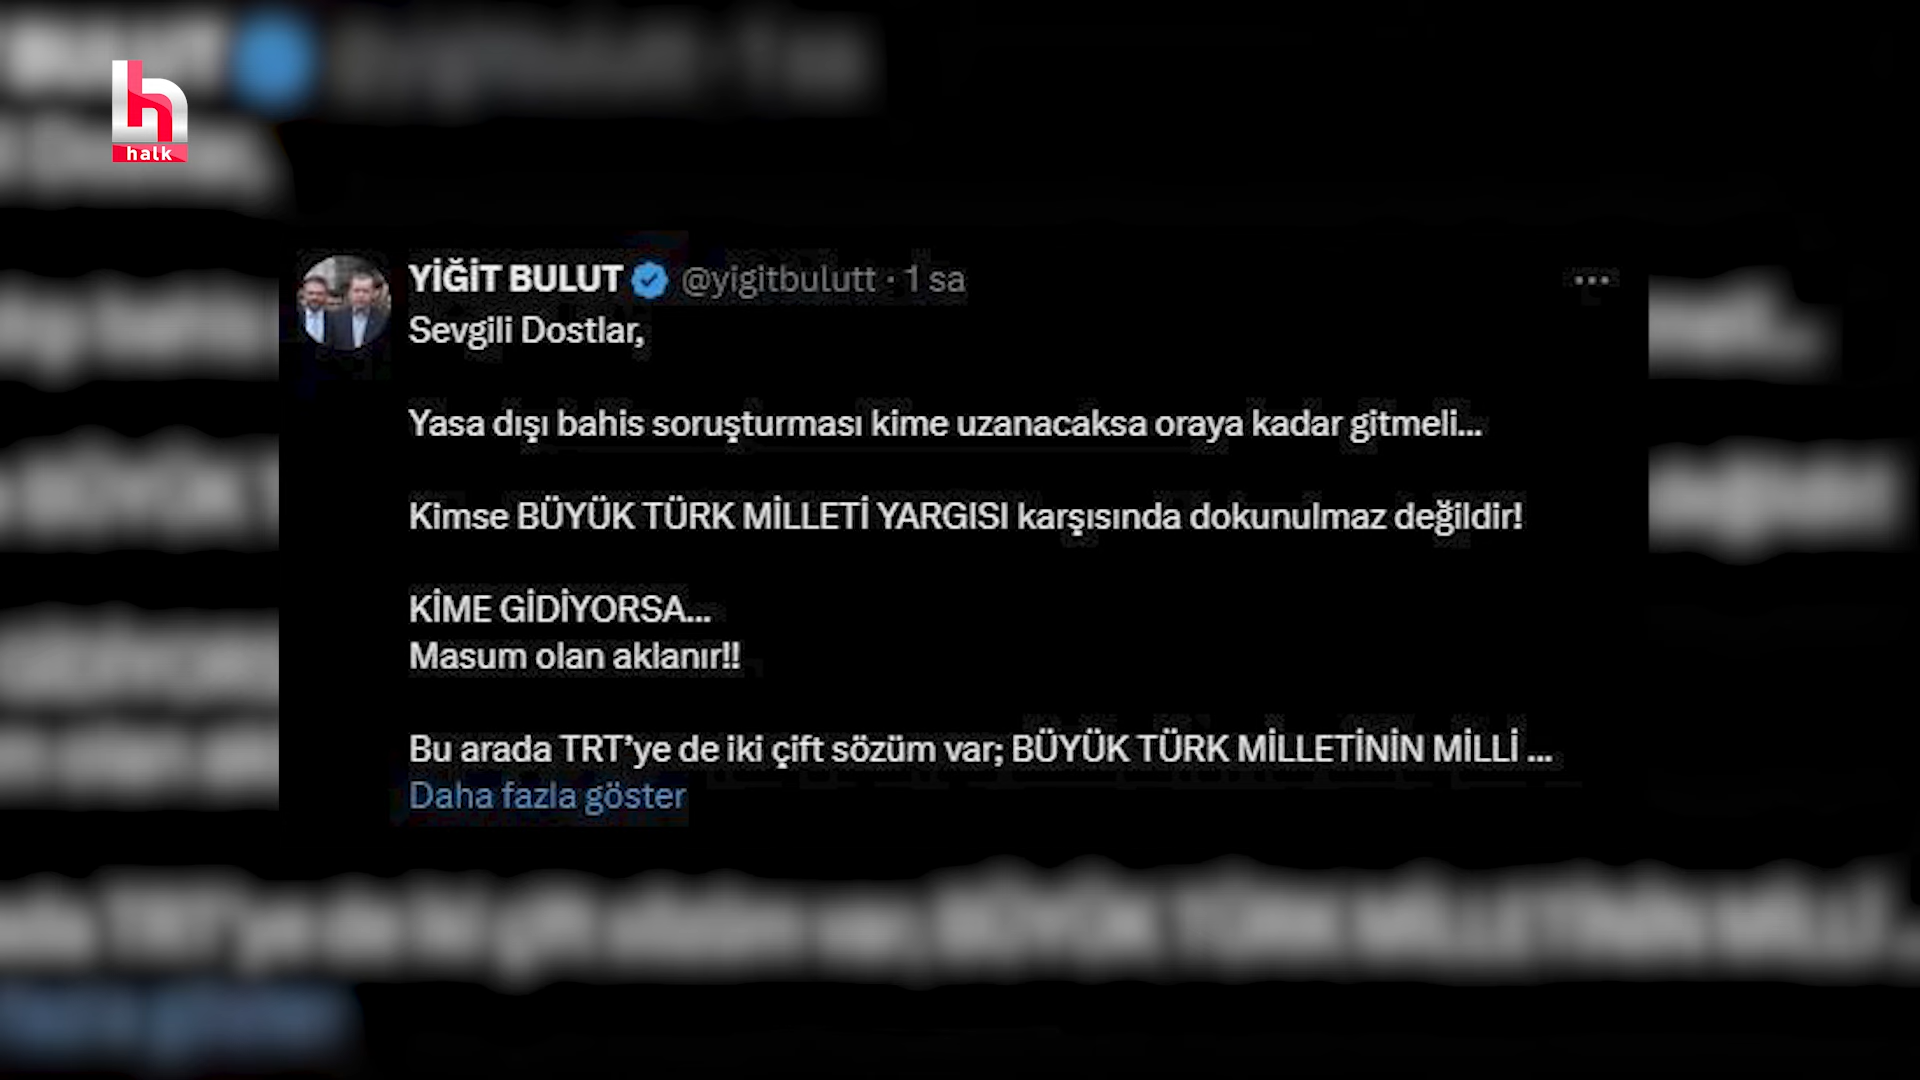 halk
YİĞİT BULUT @yigitbulutt · 1 sa
Sevgili Dostlar,
Yasa dışı bahis soruşturması kime uzanacaksa oraya kadar gitmeli...
Kimse BÜYÜK TÜRK MİLLETİ YARGISI karşısında dokunulmaz değildir!
KİME GİDİYORSA...
Masum olan aklanır!!
Bu arada TRT'ye de iki çift sözüm var; BÜYÜK TÜRK MİLLETİNİN MİLLİ ...
Daha fazla göster